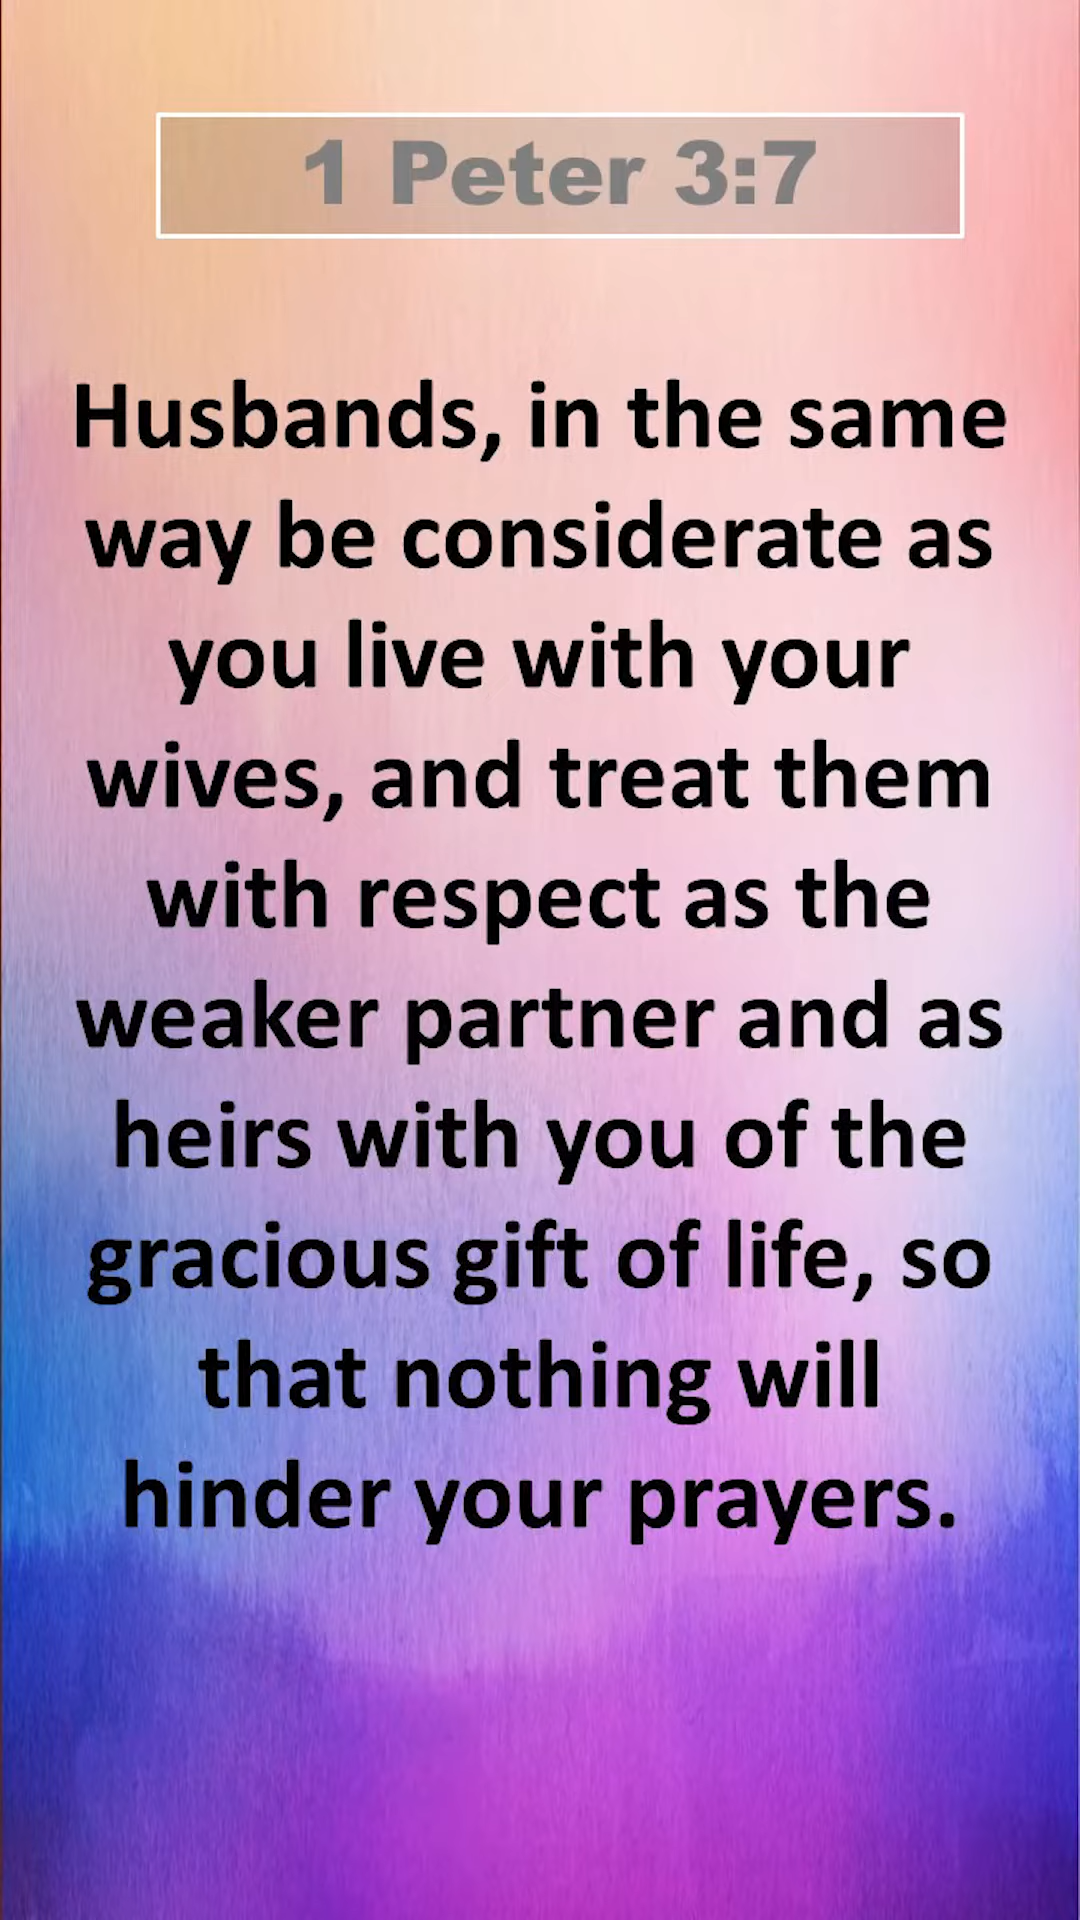 1 Peter 3:7
Husbands, in the same
way be considerate as
you live with your
wives, and treat them
with respect as the
weaker partner and as
heirs with you of the
gracious gift of life, so
that nothing will
hinder your prayers.